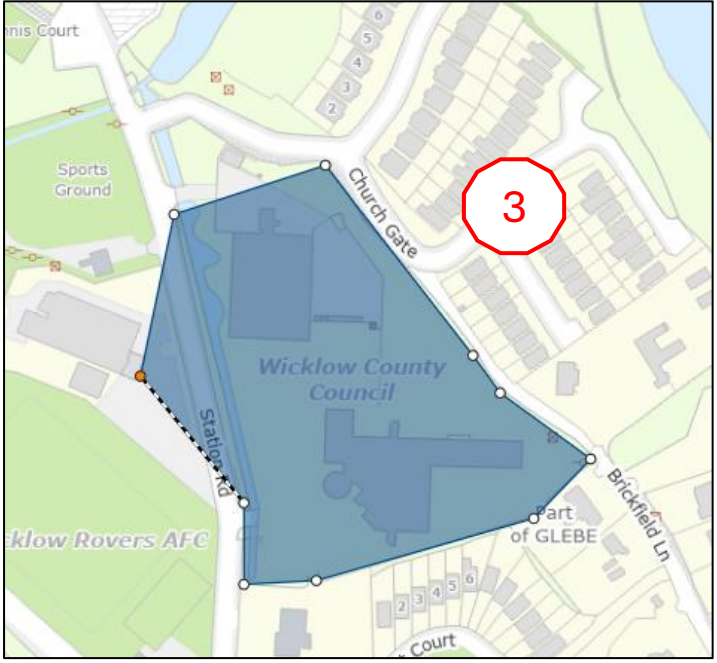 nnis Court
6
5
4
3
2
Sports
Ground
Church Gate
3
Wicklow County
Council
Station Rd
Part
of GLEBE
Brickfield Ln
cklow Rovers AFC
2 3 4 5 6
t Court